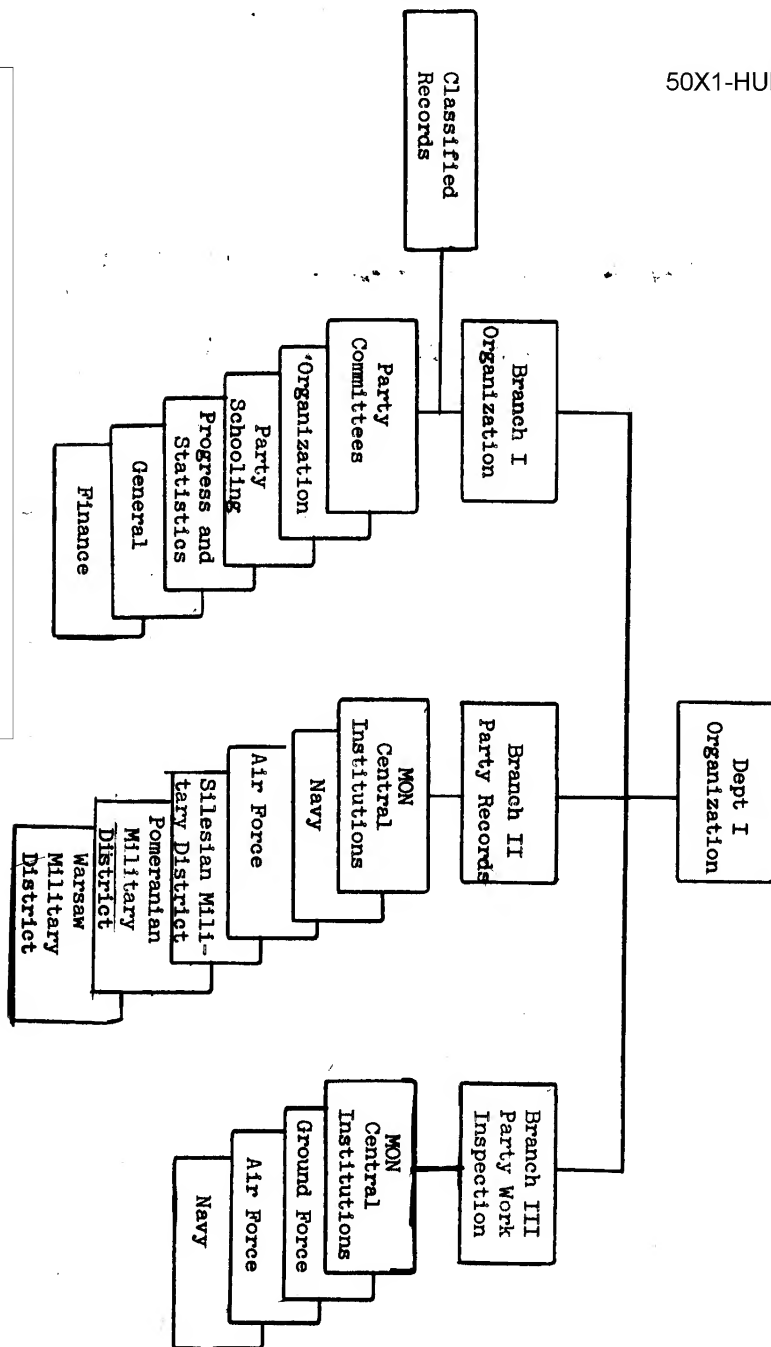 50X1-HU
Dept I
Organization
Branch I
Organization
Classified
Records
Party
Committees
Organization
Party
Schooling
Progress and
Statistics
General
Finance
Branch II
Party Records
MON
Central
Institutions
Navy
Air Force
Silesian Mili-
tary District
Pomeranian
Military
District
Warsaw
Military
District
Branch III
Party Work
Inspection
MON
Central
Institutions
Ground Force
Air Force
Navy